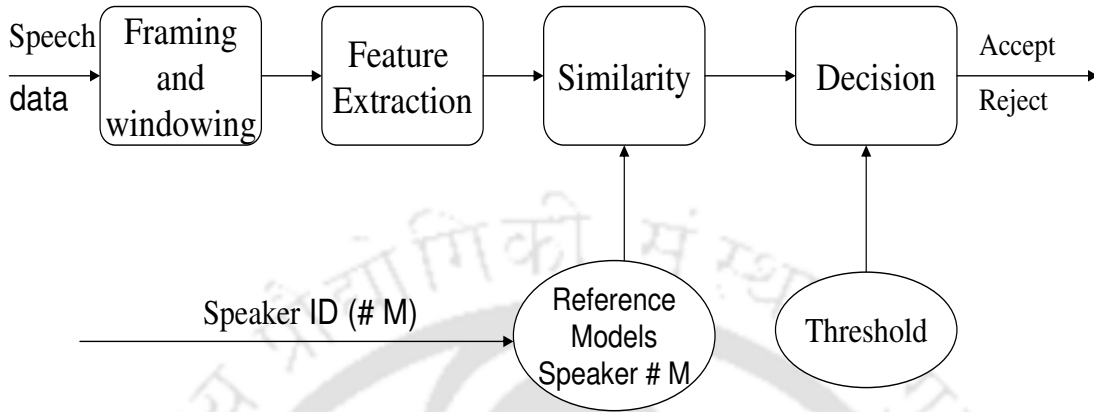 Speech
data
Framing
and
windowing
Feature
Extraction
Similarity
Decision
Accept
Reject
Speaker ID (# M)
Reference
Models
Speaker # M
Threshold